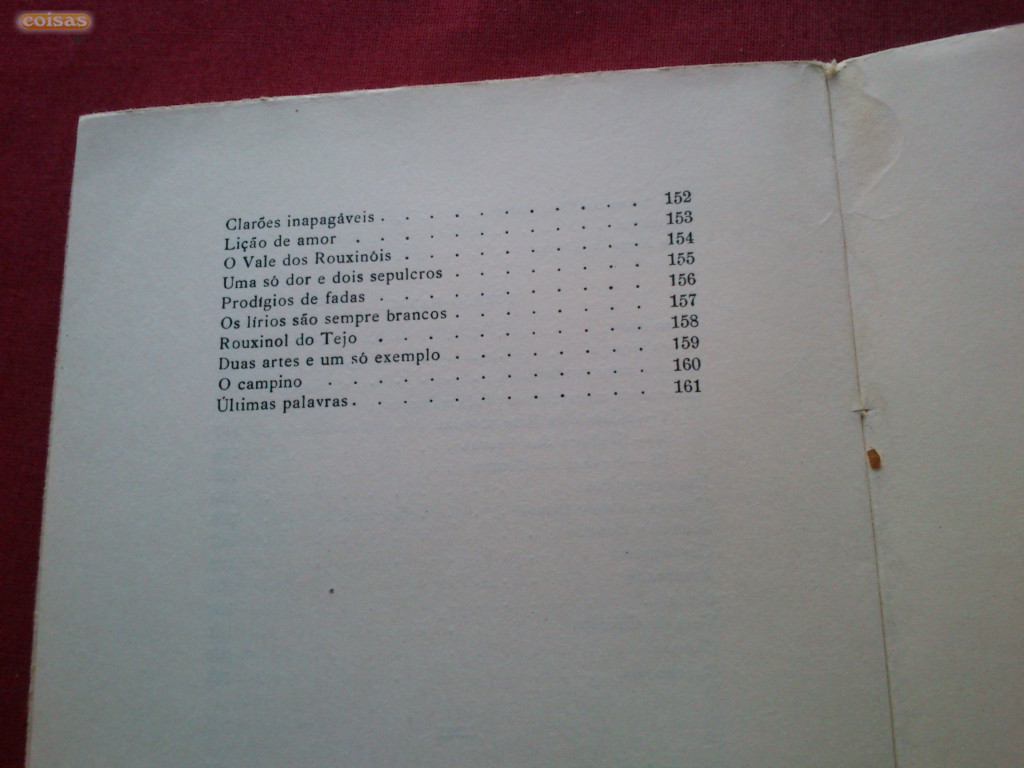 coisas
Clarões inapagáveis . . . . . . . . . . . 152
Lição de amor . . . . . . . . . . . . 153
O Vale dos Rouxinóis . . . . . . . . . . 154
Uma só dor e dois sepulcros . . . . . . . . 155
Prodígios de fadas . . . . . . . . . . . 156
Os lírios são sempre brancos . . . . . . . . 157
Rouxinol do Tejo . . . . . . . . . . . 158
Duas artes e um só exemplo . . . . . . . . 159
O campino . . . . . . . . . . . . . 160
Últimas palavras . . . . . . . . . . . . 161